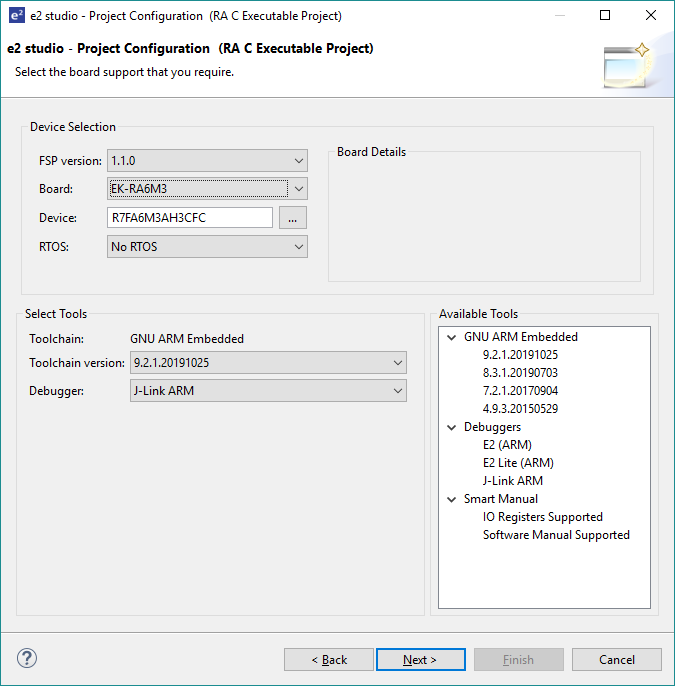 e2 e2 studio - Project Configuration (RA C Executable Project)
e2 studio - Project Configuration (RA C Executable Project)
Select the board support that you require.
Device Selection
FSP version: 1.1.0
Board Details
Board: EK-RA6M3
Device: R7FA6M3AH3CFC ...
RTOS: No RTOS
Select Tools
Toolchain: GNU ARM Embedded
Toolchain version: 9.2.1.20191025
Debugger: J-Link ARM
Available Tools
GNU ARM Embedded
9.2.1.20191025
8.3.1.20190703
7.2.1.20170904
4.9.3.20150529
Debuggers
E2 (ARM)
E2 Lite (ARM)
J-Link ARM
Smart Manual
IO Registers Supported
Software Manual Supported
? < Back Next > Finish Cancel